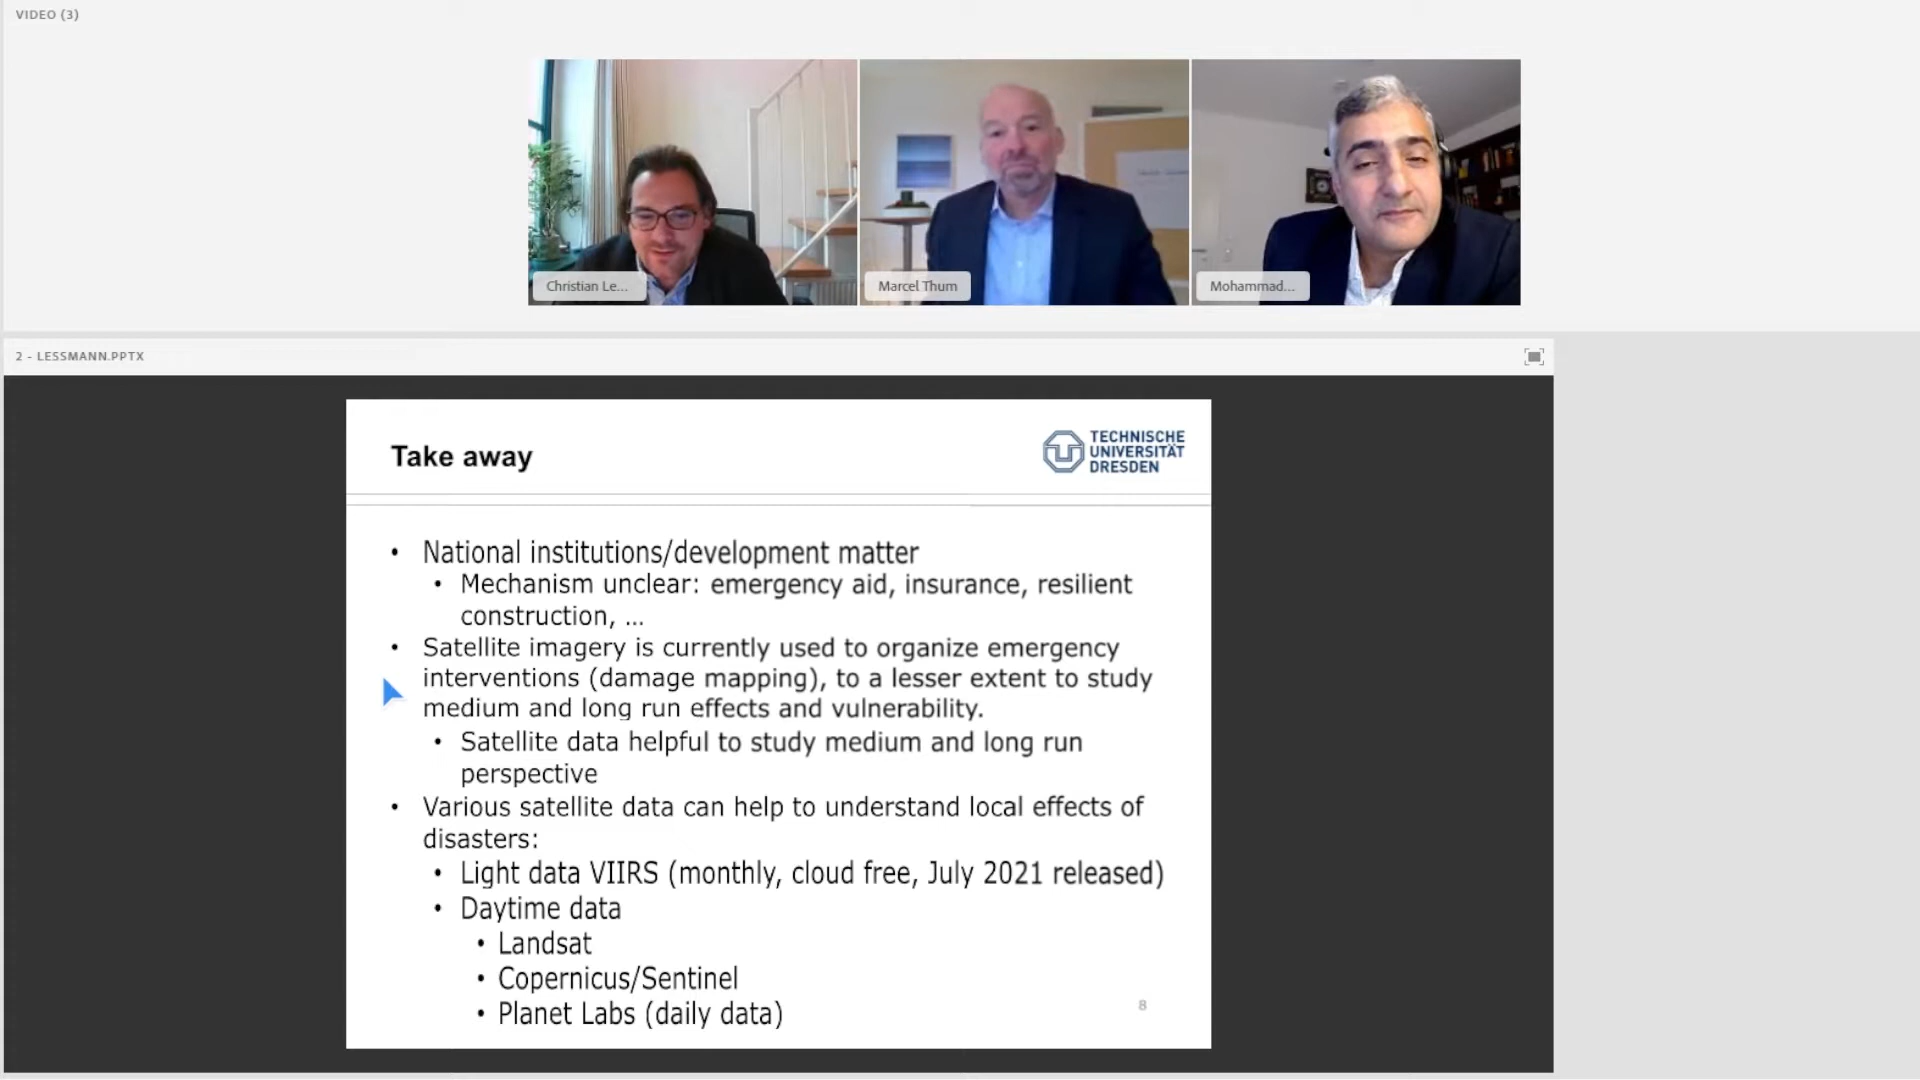 VIDEO (3)
Christian Le...
Marcel Thum
Mohammad...
2 - LESSMANN.PPTX
Take away
TECHNISCHE
UNIVERSITÄT
DRESDEN
• National institutions/development matter
• Mechanism unclear: emergency aid, insurance, resilient
construction, ...
• Satellite imagery is currently used to organize emergency
interventions (damage mapping), to a lesser extent to study
medium and long run effects and vulnerability.
• Satellite data helpful to study medium and long run
perspective
• Various satellite data can help to understand local effects of
disasters:
• Light data VIIRS (monthly, cloud free, July 2021 released)
• Daytime data
• Landsat
• Copernicus/Sentinel
• Planet Labs (daily data)
8